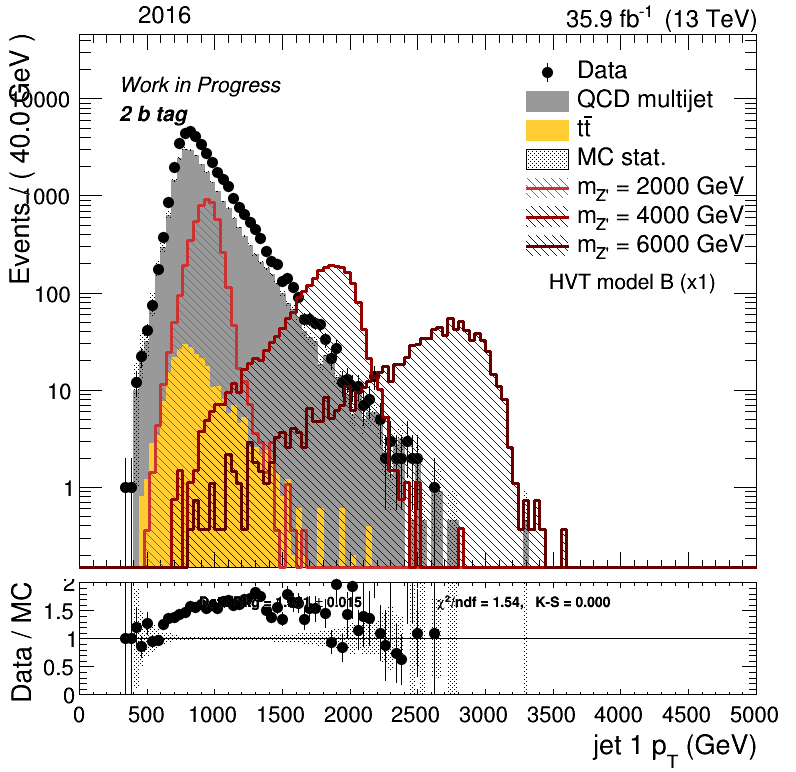 2016
35.9 fb⁻¹ (13 TeV)
Events / ( 40.0 GeV )
Work in Progress
2 b tag
Data
QCD multijet
tt̄
MC stat.
m_Z' = 2000 GeV
m_Z' = 4000 GeV
m_Z' = 6000 GeV
HVT model B (x1)
10000
1000
100
10
1
Data / MC
χ²/ndf = 1.54, K-S = 0.000
2
1.5
1
0.5
0
0 500 1000 1500 2000 2500 3000 3500 4000 4500 5000
jet 1 p_T (GeV)